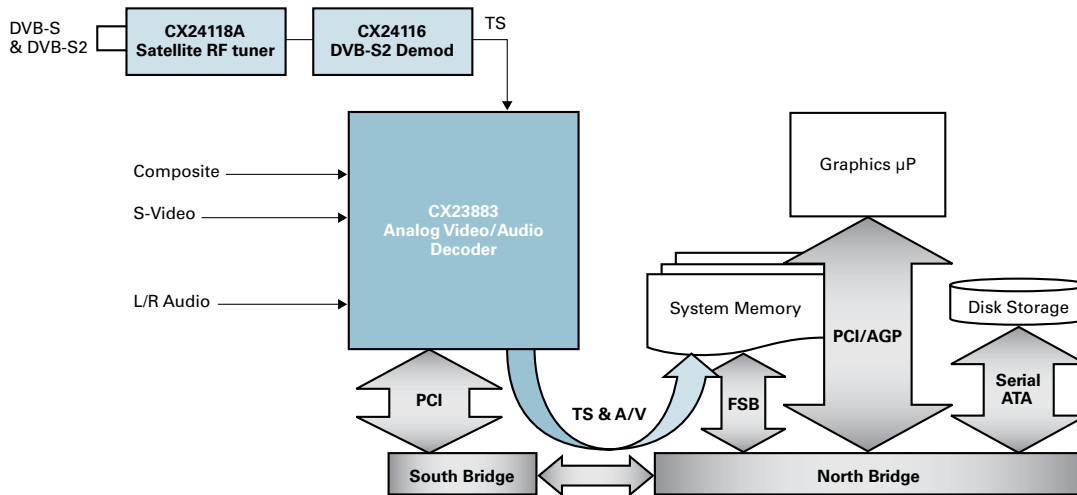 DVB-S
& DVB-S2
CX24118A
Satellite RF tuner
CX24116
DVB-S2 Demod
TS
Composite
S-Video
L/R Audio
CX23883
Analog Video/Audio
Decoder
Graphics µP
System Memory
Disk Storage
PCI/AGP
PCI
TS & A/V
FSB
Serial
ATA
South Bridge
North Bridge